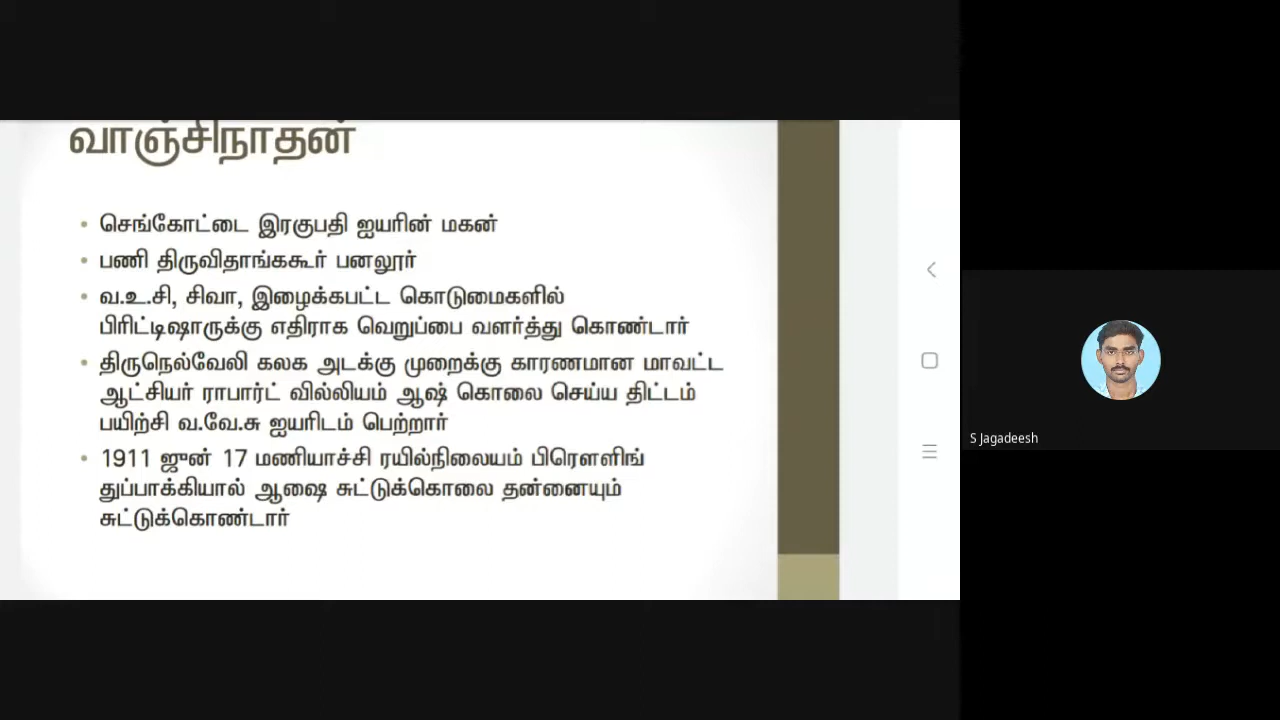 வாஞ்சிநாதன்
• செங்கோட்டை இரகுபதி ஐயரின் மகன்
• பணி திருவிதாங்ககூர் பனலூர்
• வ.உ.சி, சிவா, இழைக்கபட்ட கொடுமைகளில்
பிரிட்டிஷாருக்கு எதிராக வெறுப்பை வளர்த்து கொண்டார்
• திருநெல்வேலி கலக அடக்கு முறைக்கு காரணமான மாவட்ட
ஆட்சியர் ராபார்ட் வில்லியம் ஆஷ் கொலை செய்ய திட்டம்
பயிற்சி வ.வே.சு ஐயரிடம் பெற்றார்
• 1911 ஜுன் 17 மணியாச்சி ரயில்நிலையம் பிரௌளிங்
துப்பாக்கியால் ஆஷை சுட்டுக்கொலை தன்னையும்
சுட்டுக்கொண்டார்
S Jagadeesh